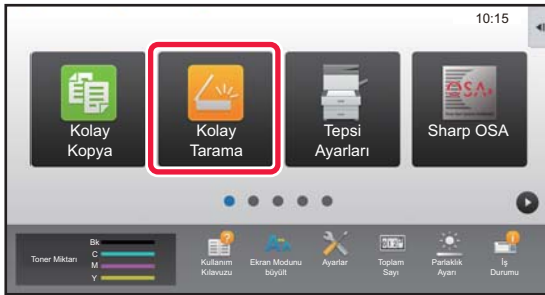 10:15
OSA
Kolay
Kopya
Kolay
Tarama
Tepsi
Ayarları
Sharp OSA
Toner Miktarı
Bk
C
M
Y
Kullanım
Kılavuzu
Ekran Modunu
büyült
Ayarlar
Toplam
Sayı
Parlaklık
Ayarı
İş
Durumu